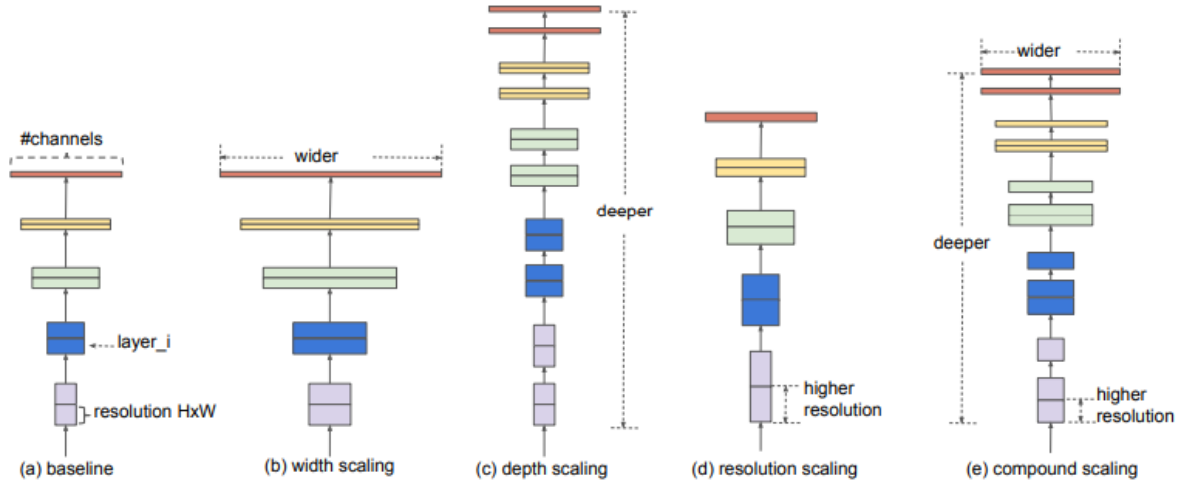 #channels
layer_i
resolution HxW
(a) baseline
wider
(b) width scaling
deeper
(c) depth scaling
higher
resolution
(d) resolution scaling
wider
deeper
higher
resolution
(e) compound scaling